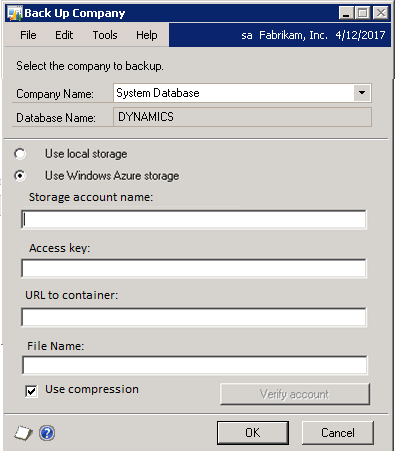 Back Up Company
File Edit Tools Help sa Fabrikam, Inc. 4/12/2017
Select the company to backup.
Company Name: System Database
Database Name: DYNAMICS
Use local storage
Use Windows Azure storage
Storage account name:
Access key:
URL to container:
File Name:
Use compression Verify account
OK Cancel